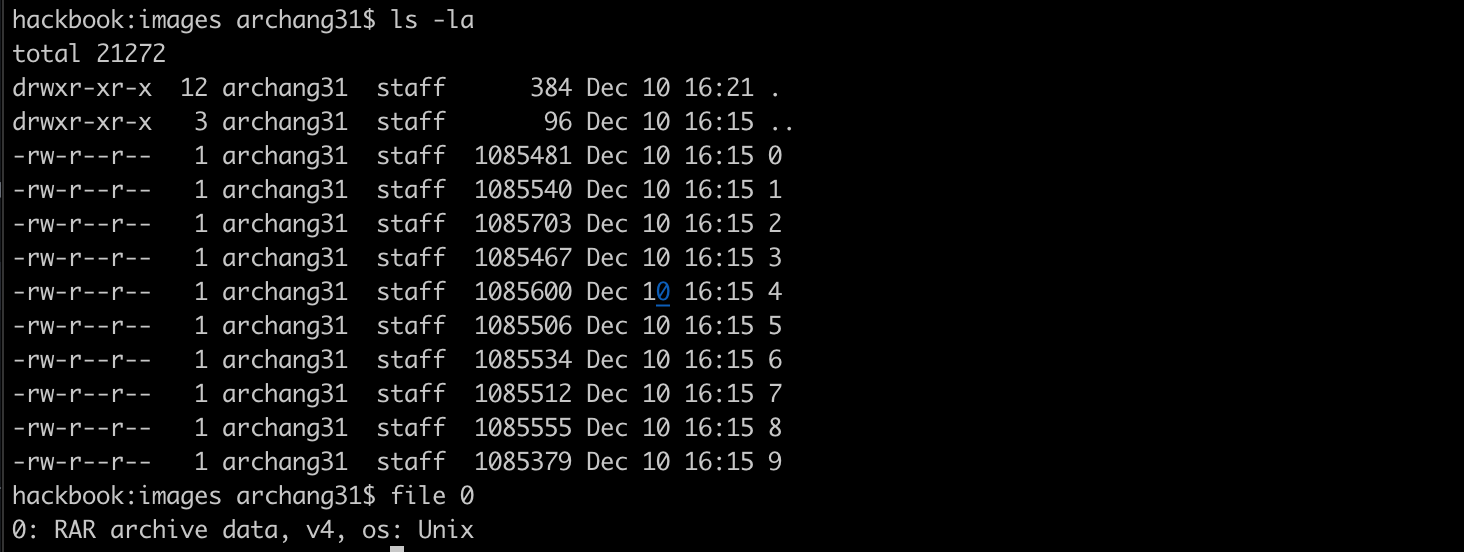 hackbook:images archang31$ ls -la
total 21272
drwxr-xr-x  12 archang31  staff      384 Dec 10 16:21 .
drwxr-xr-x   3 archang31  staff       96 Dec 10 16:15 ..
-rw-r--r--   1 archang31  staff  1085481 Dec 10 16:15 0
-rw-r--r--   1 archang31  staff  1085540 Dec 10 16:15 1
-rw-r--r--   1 archang31  staff  1085703 Dec 10 16:15 2
-rw-r--r--   1 archang31  staff  1085467 Dec 10 16:15 3
-rw-r--r--   1 archang31  staff  1085600 Dec 10 16:15 4
-rw-r--r--   1 archang31  staff  1085506 Dec 10 16:15 5
-rw-r--r--   1 archang31  staff  1085534 Dec 10 16:15 6
-rw-r--r--   1 archang31  staff  1085512 Dec 10 16:15 7
-rw-r--r--   1 archang31  staff  1085555 Dec 10 16:15 8
-rw-r--r--   1 archang31  staff  1085379 Dec 10 16:15 9
hackbook:images archang31$ file 0
0: RAR archive data, v4, os: Unix